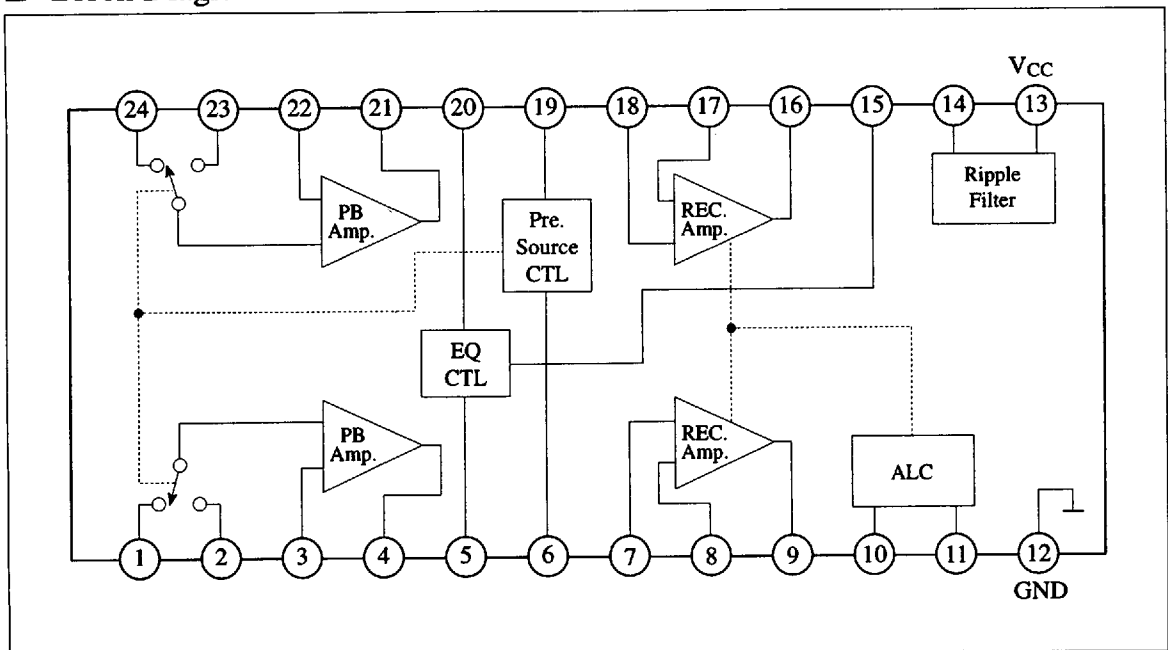 VCC
24 23 22 21 20 19 18 17 16 15 14 13
Ripple
Filter
PB
Amp.
Pre.
Source
CTL
REC.
Amp.
EQ
CTL
PB
Amp.
REC.
Amp.
ALC
1 2 3 4 5 6 7 8 9 10 11 12
GND